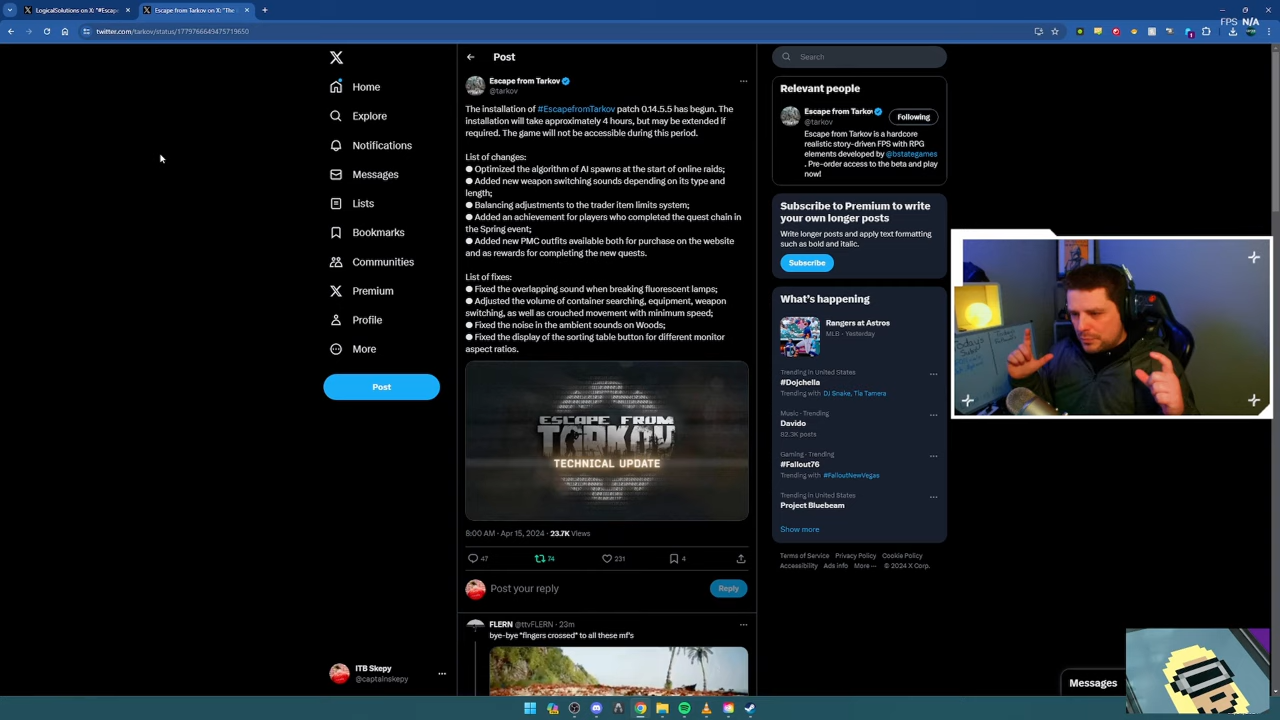 LogicalSolutions on X: "#Escape
Escape from Tarkov on X: "The
FPS N/A
twitter.com/tarkov/status/1779766649475719650
Home
Explore
Notifications
Messages
Lists
Bookmarks
Communities
Premium
Profile
More
Post
ITB Skepy
@captainskepy
Post
Escape from Tarkov
@tarkov
The installation of #EscapefromTarkov patch 0.14.5.5 has begun. The
installation will take approximately 4 hours, but may be extended if
required. The game will not be accessible during this period.
List of changes:
● Optimized the algorithm of AI spawns at the start of online raids;
● Added new weapon switching sounds depending on its type and
length;
● Balancing adjustments to the trader item limits system;
● Added an achievement for players who completed the quest chain in
the Spring event;
● Added new PMC outfits available both for purchase on the website
and as rewards for completing the new quests.
List of fixes:
● Fixed the overlapping sound when breaking fluorescent lamps;
● Adjusted the volume of container searching, equipment, weapon
switching, as well as crouched movement with minimum speed;
● Fixed the noise in the ambient sounds on Woods;
● Fixed the display of the sorting table button for different monitor
aspect ratios.
ESCAPE FROM
TARKOV
TECHNICAL UPDATE
8:00 AM · Apr 15, 2024 · 23.7K Views
47
74
231
4
Post your reply
Reply
FLERN @ttvFLERN · 23m
bye-bye "fingers crossed" to all these mf's
Search
Relevant people
Escape from Tarkov
@tarkov
Following
Escape from Tarkov is a hardcore
realistic story-driven FPS with RPG
elements developed by @bstategames
. Pre-order access to the beta and play
now!
Subscribe to Premium to write
your own longer posts
Write longer posts and apply text formatting
such as bold and italic.
Subscribe
What's happening
Rangers at Astros
MLB · Yesterday
Trending in United States
#Dojchella
Trending with DJ Snake, Tia Tamera
Music · Trending
Davido
82.3K posts
Gaming · Trending
#Fallout76
Trending with #FalloutNewVegas
Trending in United States
Project Bluebeam
Show more
Terms of Service Privacy Policy Cookie Policy
Accessibility Ads info More ··· © 2024 X Corp.
Messages